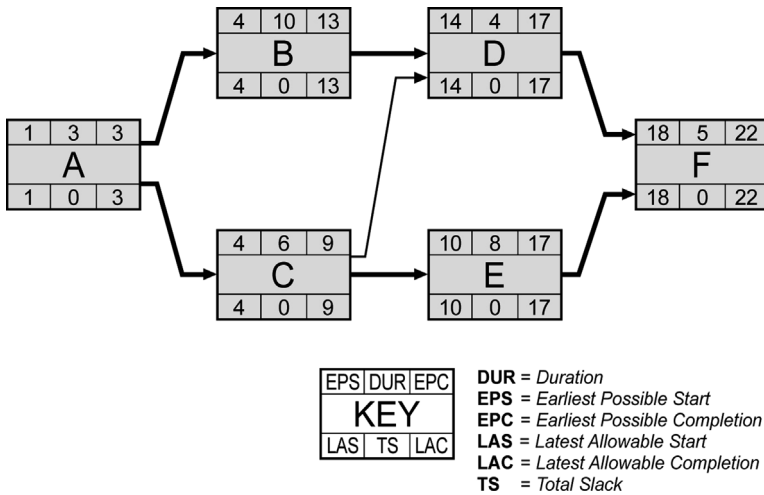 4 10 13
B
4 0 13
14 4 17
D
14 0 17
1 3 3
A
1 0 3
18 5 22
F
18 0 22
4 6 9
C
4 0 9
10 8 17
E
10 0 17
EPS DUR EPC
KEY
LAS TS LAC
DUR = Duration
EPS = Earliest Possible Start
EPC = Earliest Possible Completion
LAS = Latest Allowable Start
LAC = Latest Allowable Completion
TS = Total Slack